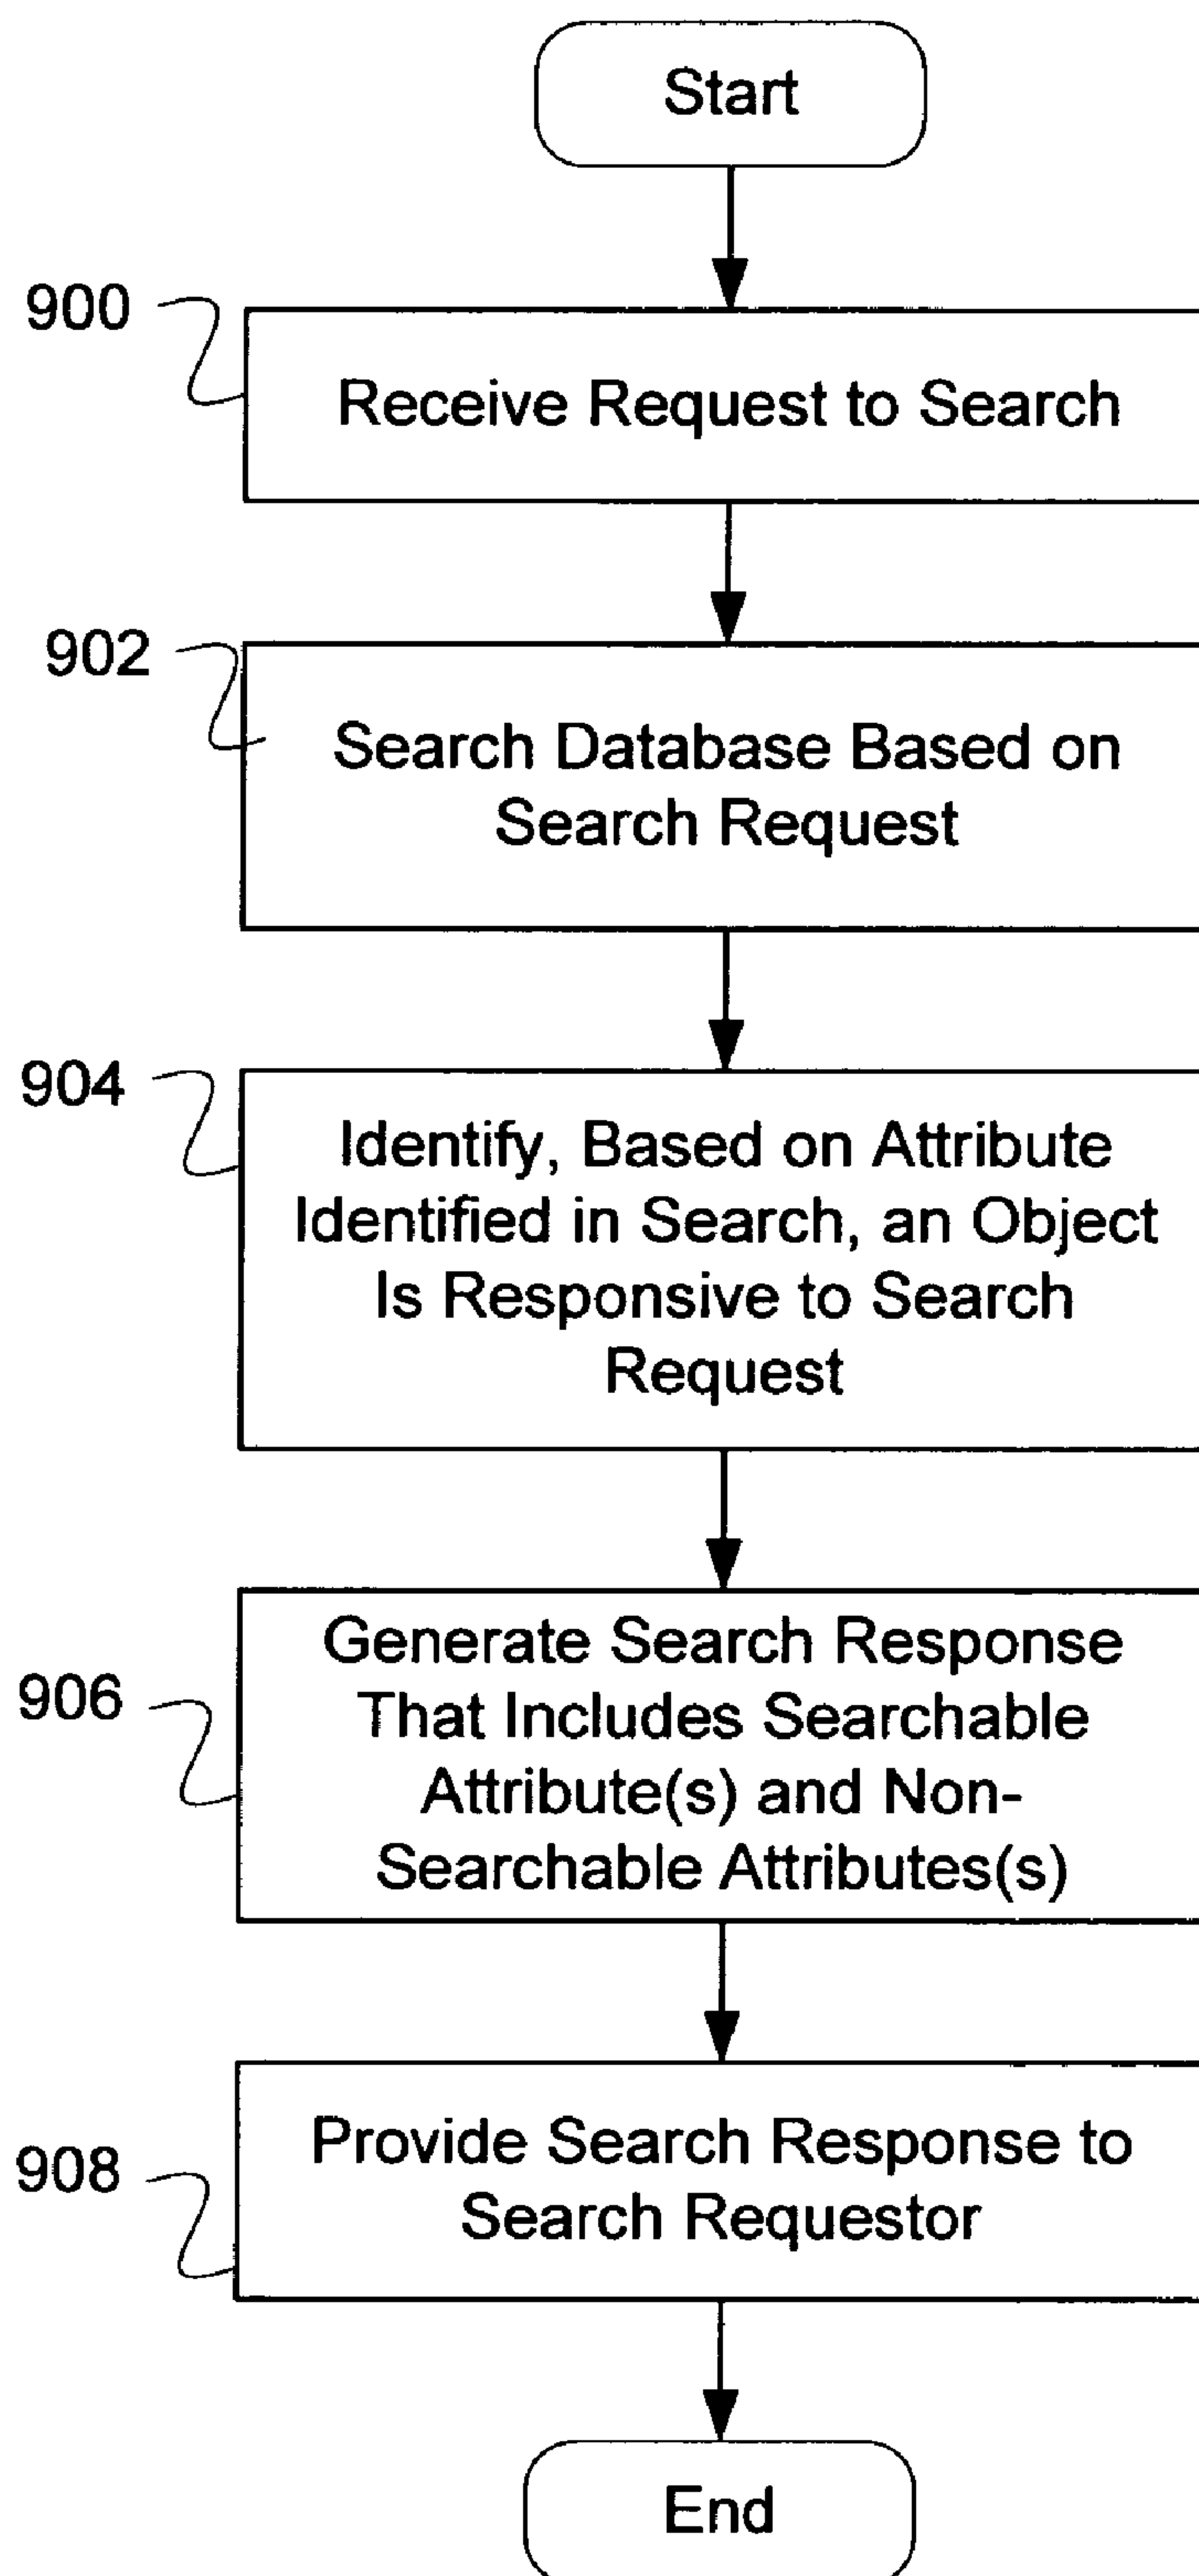 Start
900
Receive Request to Search
902
Search Database Based on
Search Request
904
Identify, Based on Attribute
Identified in Search, an Object
Is Responsive to Search
Request
906
Generate Search Response
That Includes Searchable
Attribute(s) and Non-
Searchable Attributes(s)
908
Provide Search Response to
Search Requestor
End